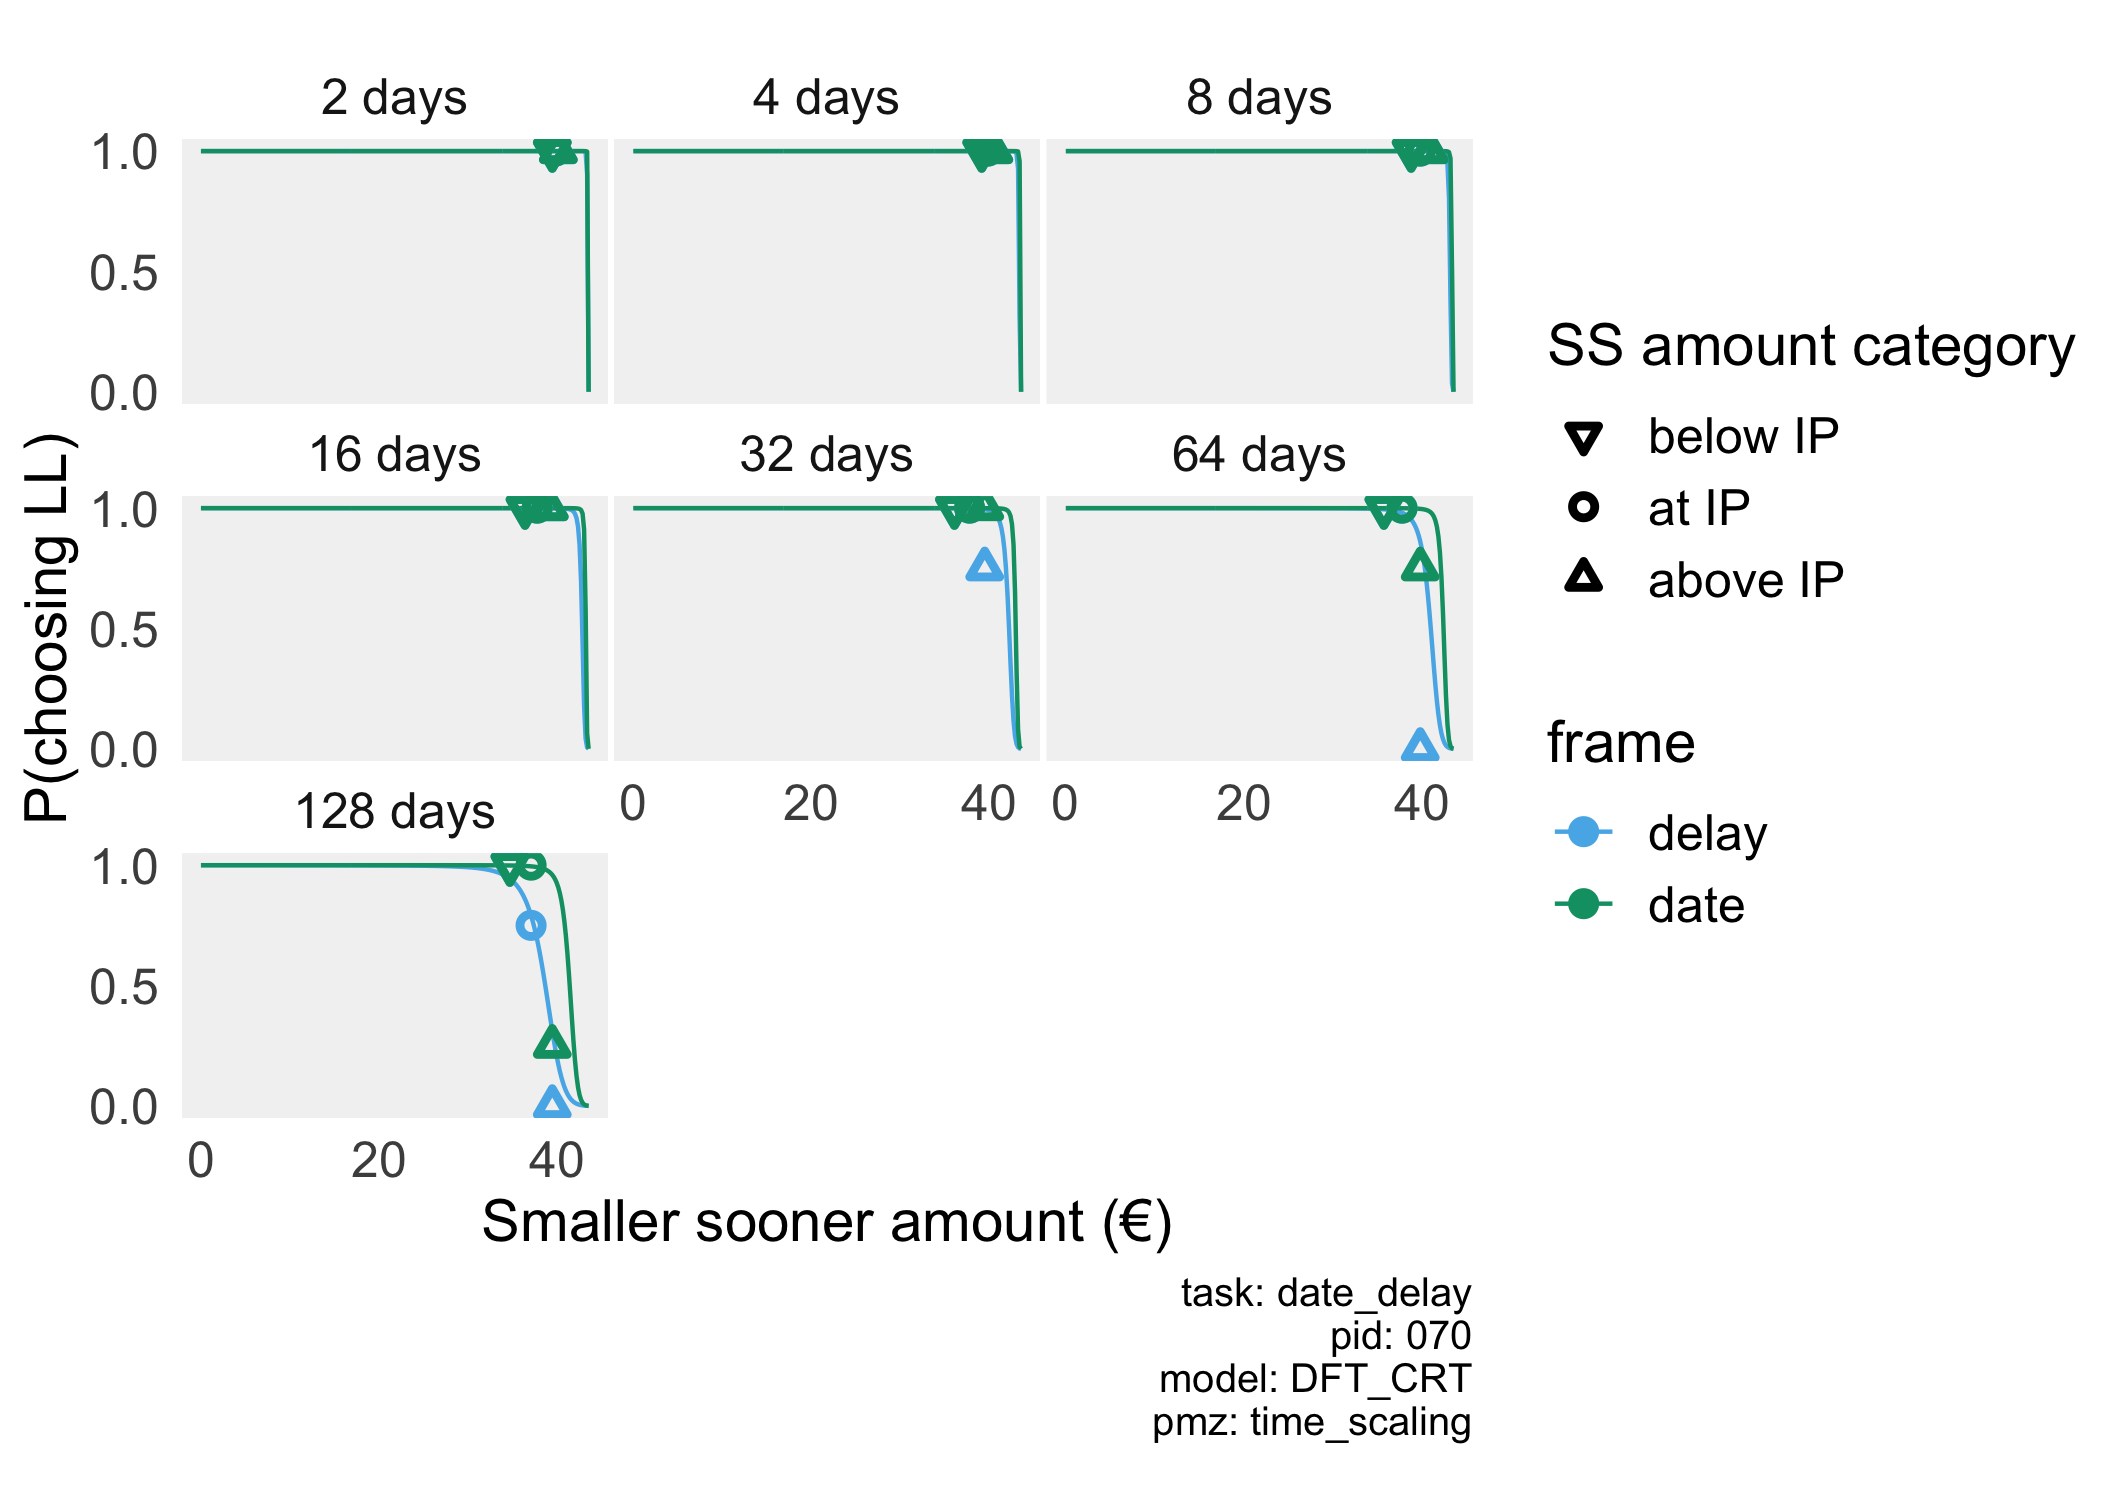 2 days
4 days
8 days
1.0
0.5
0.0
16 days
32 days
64 days
1.0
0.5
0.0
0
20
40
0
20
40
128 days
1.0
0.5
0.0
0
20
40
P(choosing LL)
Smaller sooner amount (€)
SS amount category
below IP
at IP
above IP
frame
delay
date
task: date_delay
pid: 070
model: DFT_CRT
pmz: time_scaling